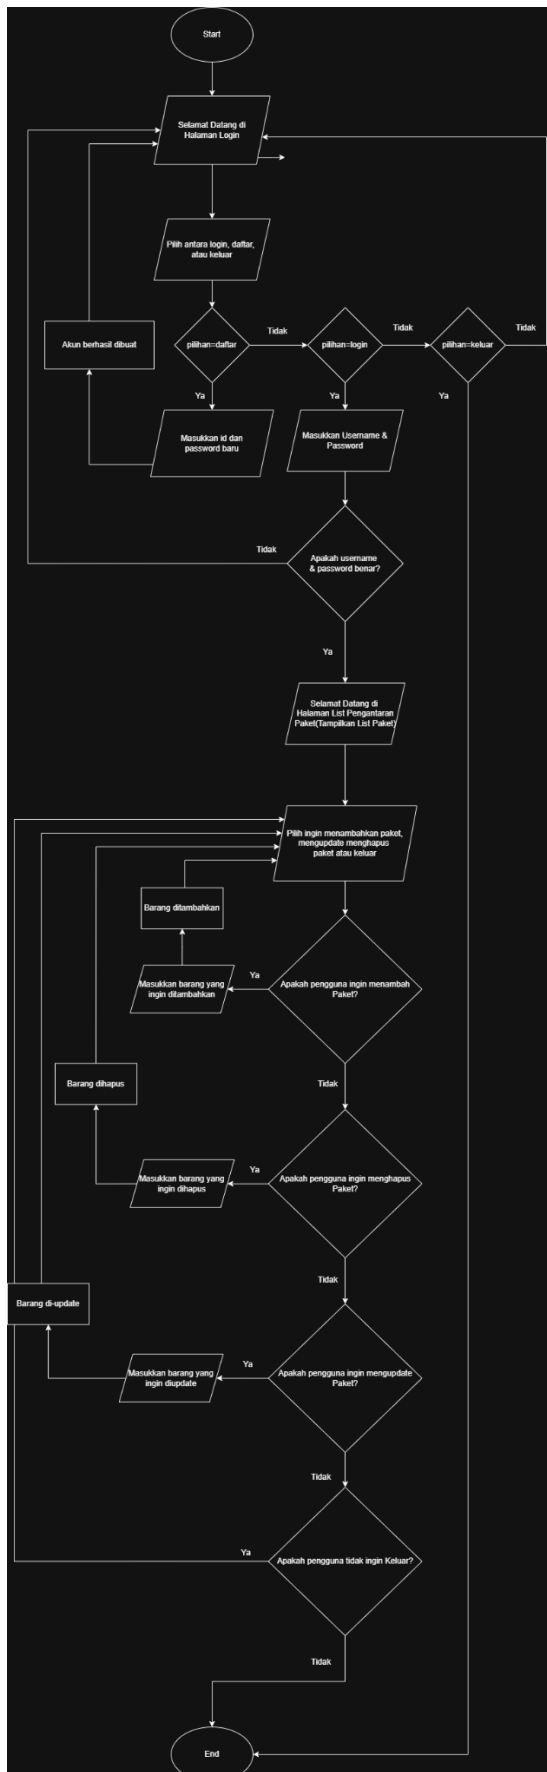 Start
Selamat Datang di
Halaman Login
Pilih antara login, daftar,
atau keluar
Akun berhasil dibuat
pilihan=daftar
Tidak
pilihan=login
Tidak
pilihan=keluar
Tidak
Ya
Ya
Ya
Masukkan id dan
password baru
Masukkan Username &
Password
Tidak
Apakah username
& password benar?
Ya
Selamat Datang di
Halaman List Pengantaran
Paket(Tampilkan List Paket)
Pilih ingin menambahkan paket,
mengupdate menghapus
paket atau keluar
Barang ditambahkan
Masukkan barang yang
ingin ditambahkan
Ya
Apakah pengguna ingin menambah
Paket?
Tidak
Barang dihapus
Masukkan barang yang
ingin dihapus
Ya
Apakah pengguna ingin menghapus
Paket?
Tidak
Barang di-update
Masukkan barang yang
ingin diupdate
Ya
Apakah pengguna ingin mengupdate
Paket?
Tidak
Ya
Apakah pengguna tidak ingin Keluar?
Tidak
End